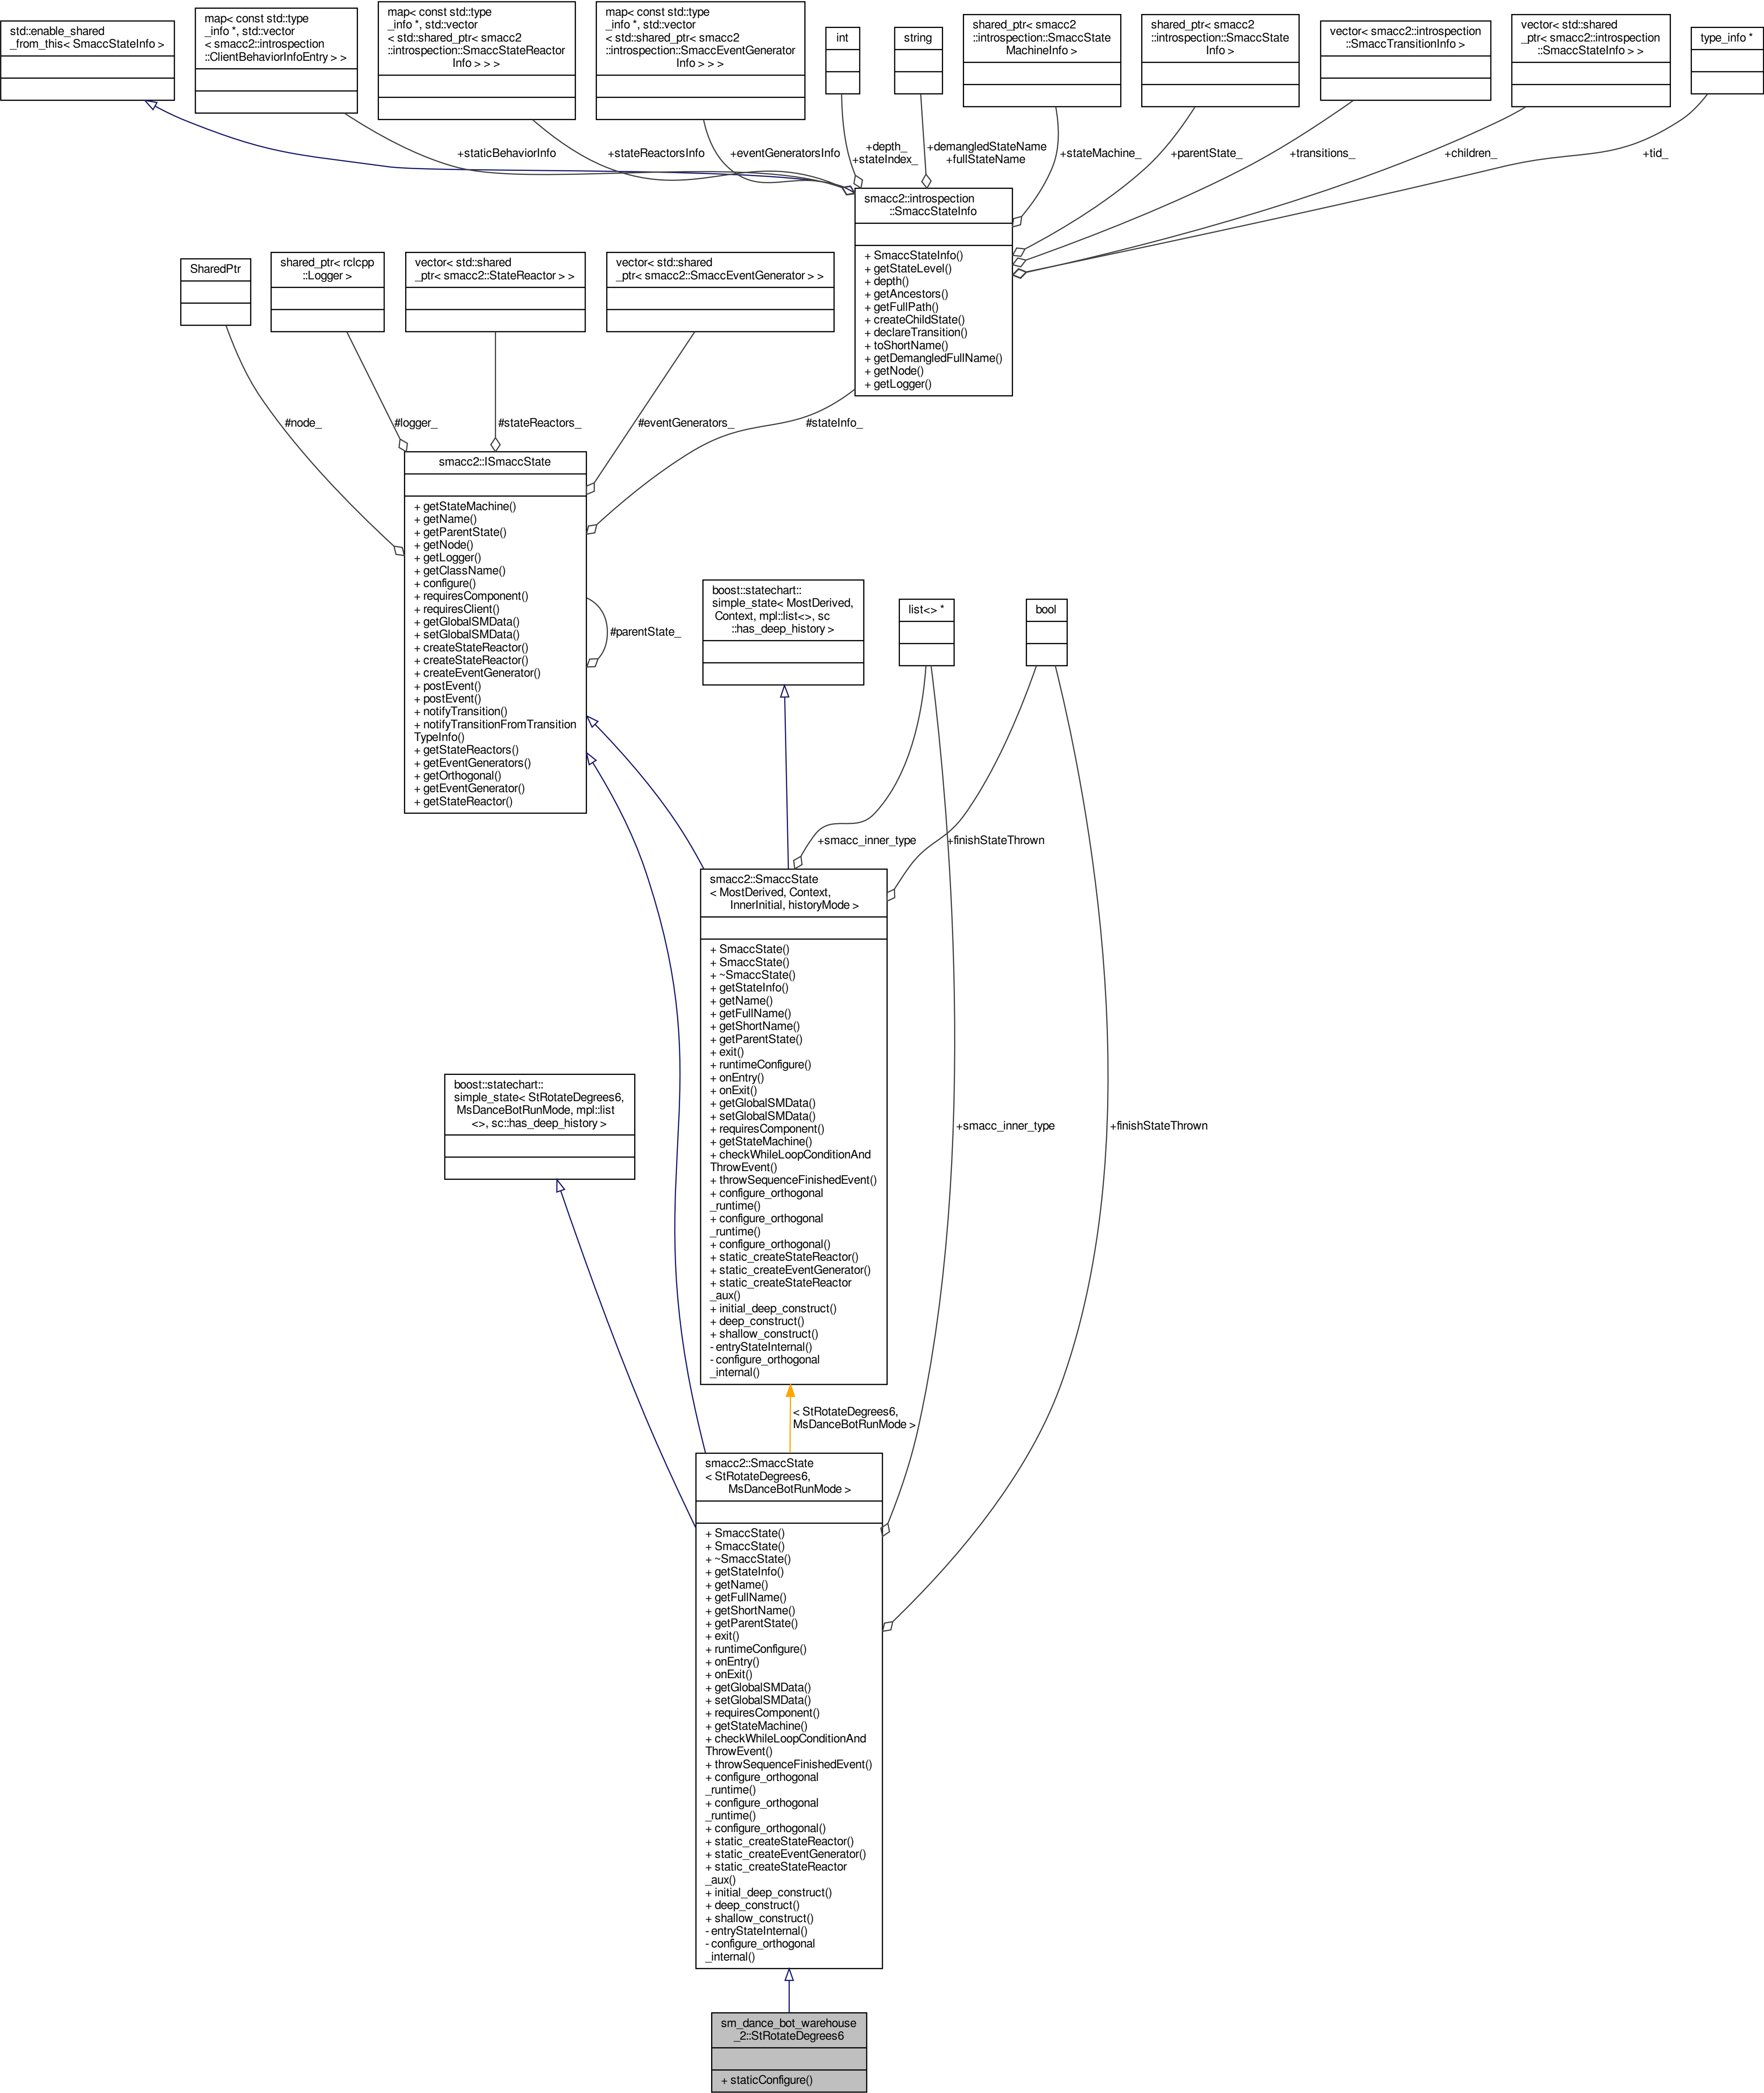 std::enable_shared
_from_this< SmaccStateInfo >
map< const std::type
_info *, std::vector
< smacc2::introspection
::ClientBehaviorInfoEntry > >
map< const std::type
_info *, std::vector
< std::shared_ptr< smacc2
::introspection::SmaccStateReactor
Info > > >
map< const std::type
_info *, std::vector
< std::shared_ptr< smacc2
::introspection::SmaccEventGenerator
Info > > >
int
string
shared_ptr< smacc2
::introspection::SmaccState
MachineInfo >
shared_ptr< smacc2
::introspection::SmaccState
Info >
vector< smacc2::introspection
::SmaccTransitionInfo >
vector< std::shared
_ptr< smacc2::introspection
::SmaccStateInfo > >
type_info *
+staticBehaviorInfo
+stateReactorsInfo
+eventGeneratorsInfo
+depth_
+stateIndex_
+demangledStateName
+fullStateName
+stateMachine_
+parentState_
+transitions_
+children_
+tid_
smacc2::introspection
::SmaccStateInfo
+ SmaccStateInfo()
+ getStateLevel()
+ depth()
+ getAncestors()
+ getFullPath()
+ createChildState()
+ declareTransition()
+ toShortName()
+ getDemangledFullName()
+ getNode()
+ getLogger()
SharedPtr
shared_ptr< rclcpp
::Logger >
vector< std::shared
_ptr< smacc2::StateReactor > >
vector< std::shared
_ptr< smacc2::SmaccEventGenerator > >
#node_
#logger_
#stateReactors_
#eventGenerators_
#stateInfo_
smacc2::ISmaccState
+ getStateMachine()
+ getName()
+ getParentState()
+ getNode()
+ getLogger()
+ getClassName()
+ configure()
+ requiresComponent()
+ requiresClient()
+ getGlobalSMData()
+ setGlobalSMData()
+ createStateReactor()
+ createStateReactor()
+ createEventGenerator()
+ postEvent()
+ postEvent()
+ notifyTransition()
+ notifyTransitionFromTransition
TypeInfo()
+ getStateReactors()
+ getEventGenerators()
+ getOrthogonal()
+ getEventGenerator()
+ getStateReactor()
#parentState_
boost::statechart::
simple_state< MostDerived,
Context, mpl::list<>, sc
::has_deep_history >
list<> *
bool
+smacc_inner_type
+finishStateThrown
smacc2::SmaccState
< MostDerived, Context,
InnerInitial, historyMode >
+ SmaccState()
+ SmaccState()
+ ~SmaccState()
+ getStateInfo()
+ getName()
+ getFullName()
+ getShortName()
+ getParentState()
+ exit()
+ runtimeConfigure()
+ onEntry()
+ onExit()
+ getGlobalSMData()
+ setGlobalSMData()
+ requiresComponent()
+ getStateMachine()
+ checkWhileLoopConditionAnd
ThrowEvent()
+ throwSequenceFinishedEvent()
+ configure_orthogonal
_runtime()
+ configure_orthogonal
_runtime()
+ configure_orthogonal()
+ static_createStateReactor()
+ static_createEventGenerator()
+ static_createStateReactor
_aux()
+ initial_deep_construct()
+ deep_construct()
+ shallow_construct()
- entryStateInternal()
- configure_orthogonal
_internal()
boost::statechart::
simple_state< StRotateDegrees6,
MsDanceBotRunMode, mpl::list
<>, sc::has_deep_history >
+smacc_inner_type
+finishStateThrown
< StRotateDegrees6,
MsDanceBotRunMode >
smacc2::SmaccState
< StRotateDegrees6,
MsDanceBotRunMode >
+ SmaccState()
+ SmaccState()
+ ~SmaccState()
+ getStateInfo()
+ getName()
+ getFullName()
+ getShortName()
+ getParentState()
+ exit()
+ runtimeConfigure()
+ onEntry()
+ onExit()
+ getGlobalSMData()
+ setGlobalSMData()
+ requiresComponent()
+ getStateMachine()
+ checkWhileLoopConditionAnd
ThrowEvent()
+ throwSequenceFinishedEvent()
+ configure_orthogonal
_runtime()
+ configure_orthogonal
_runtime()
+ configure_orthogonal()
+ static_createStateReactor()
+ static_createEventGenerator()
+ static_createStateReactor
_aux()
+ initial_deep_construct()
+ deep_construct()
+ shallow_construct()
- entryStateInternal()
- configure_orthogonal
_internal()
sm_dance_bot_warehouse
_2::StRotateDegrees6
+ staticConfigure()